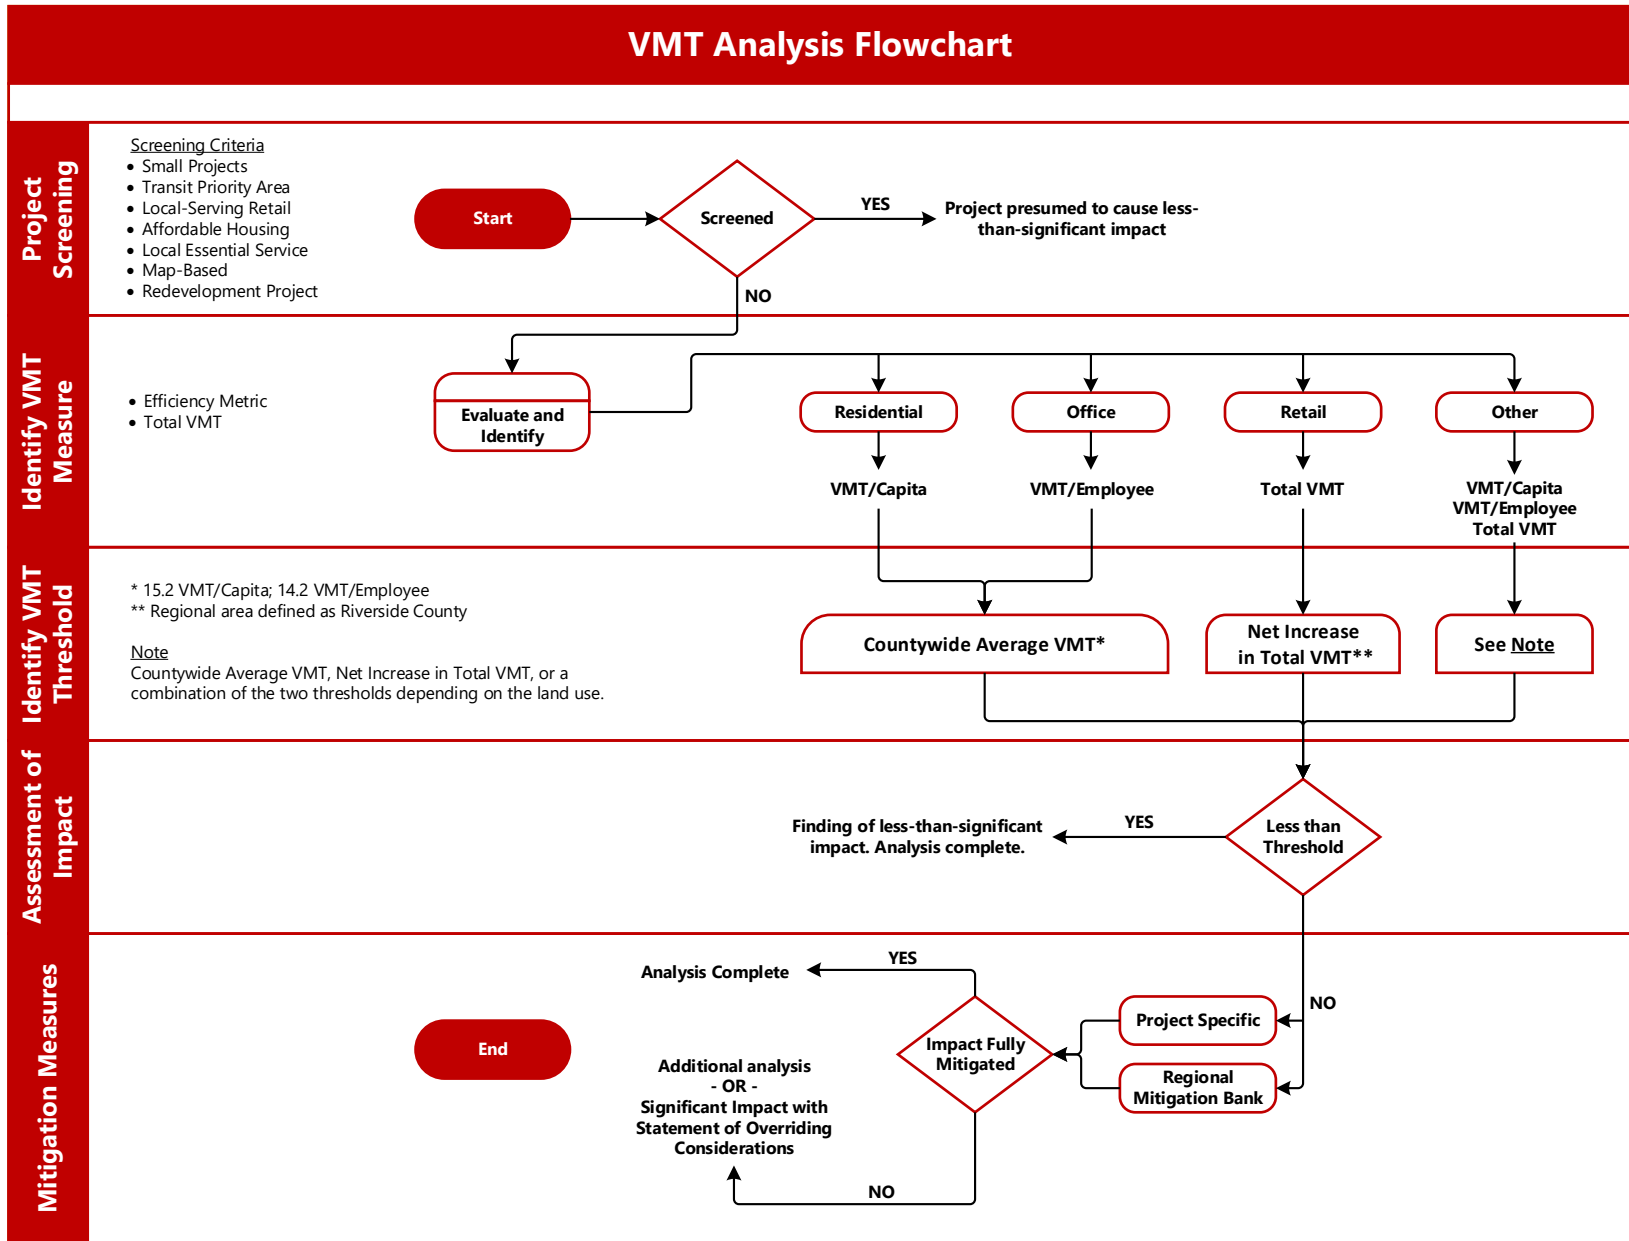 VMT Analysis Flowchart
Project
Screening
Screening Criteria
• Small Projects
• Transit Priority Area
• Local-Serving Retail
• Affordable Housing
• Local Essential Service
• Map-Based
• Redevelopment Project
Start
Screened
YES
Project presumed to cause less-
than-significant impact
NO
Identify VMT
Measure
• Efficiency Metric
• Total VMT
Evaluate and
Identify
Residential
Office
Retail
Other
VMT/Capita
VMT/Employee
Total VMT
VMT/Capita
VMT/Employee
Total VMT
Identify VMT
Threshold
* 15.2 VMT/Capita; 14.2 VMT/Employee
** Regional area defined as Riverside County
Note
Countywide Average VMT, Net Increase in Total VMT, or a
combination of the two thresholds depending on the land use.
Countywide Average VMT*
Net Increase
in Total VMT**
See Note
Assessment of
Impact
Finding of less-than-significant
impact. Analysis complete.
YES
Less than
Threshold
Mitigation Measures
NO
Project Specific
Regional
Mitigation Bank
Impact Fully
Mitigated
YES
Analysis Complete
NO
Additional analysis
- OR -
Significant Impact with
Statement of Overriding
Considerations
End